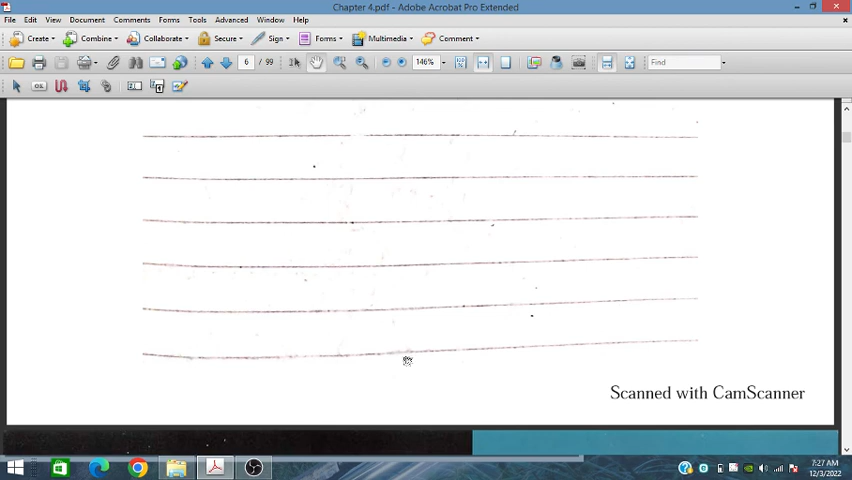 Chapter 4.pdf - Adobe Acrobat Pro Extended
File Edit View Document Comments Forms Tools Advanced Window Help
Create Combine Collaborate Secure Sign Forms Multimedia Comment
6 / 99 146% Find
OK
Scanned with CamScanner
7:27 AM
12/3/2022